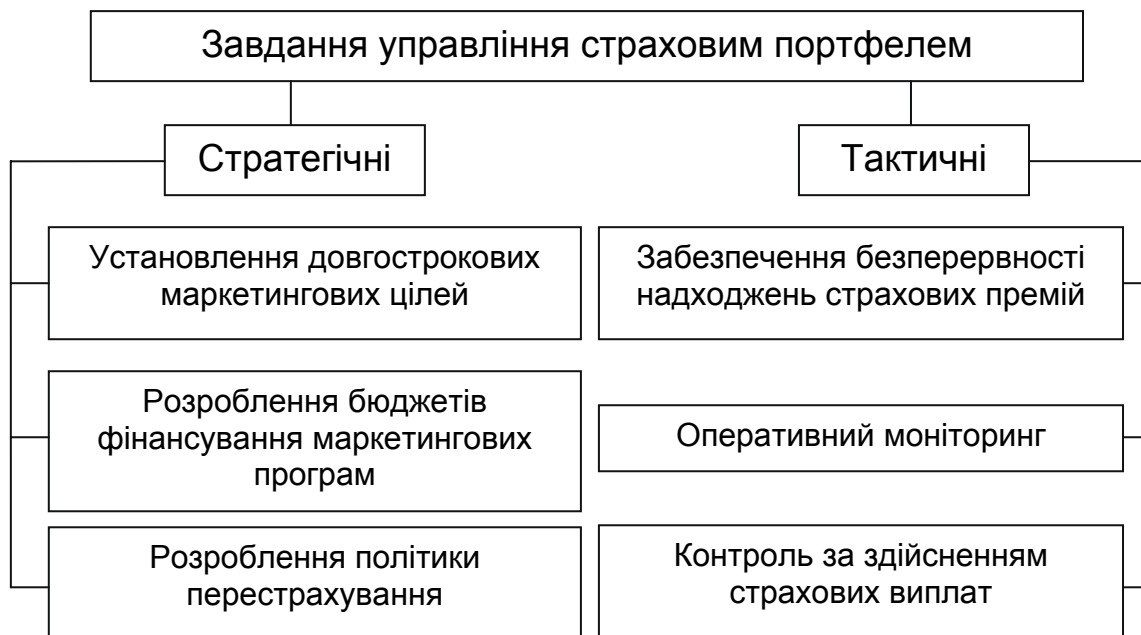 Завдання управління страховим портфелем
Стратегічні
Тактичні
Установлення довгострокових
маркетингових цілей
Забезпечення безперервності
надходжень страхових премій
Розроблення бюджетів
фінансування маркетингових
програм
Оперативний моніторинг
Розроблення політики
перестрахування
Контроль за здійсненням
страхових виплат